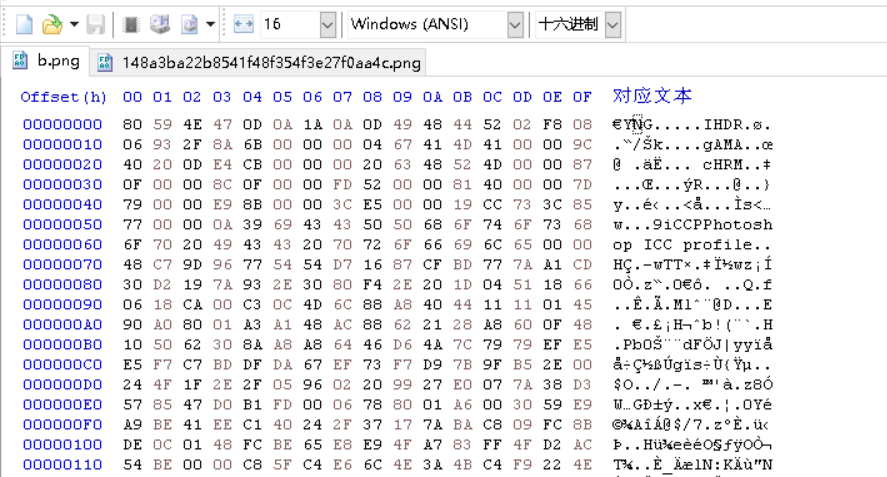 16 Windows (ANSI) 十六进制
b.png 148a3ba22b8541f48f354f3e27f0aa4c.png
Offset(h) 00 01 02 03 04 05 06 07 08 09 0A 0B 0C 0D 0E 0F 对应文本
00000000 80 59 4E 47 0D 0A 1A 0A 0D 49 48 44 52 02 F8 08 €YNG.....IHDR.ø.
00000010 06 93 2F 8A 6B 00 00 04 67 41 4D 41 00 00 9C .“/Šk....gAMA..œ
00000020 40 20 0D E4 CB 00 00 00 20 63 48 52 4D 00 00 87 @ .äË... cHRM..‡
00000030 0F 00 00 8C 0F 00 00 FD 52 00 00 81 40 00 00 7D ...Œ...ýR...@..}
00000040 79 00 00 E9 8B 00 00 3C E5 00 00 19 CC 73 3C 85 y..é‹..<å...Ìs<…
00000050 77 00 00 0A 39 69 43 43 50 50 68 6F 74 6F 73 68 w...9iCCPPhotosh
00000060 6F 70 20 49 43 43 20 70 72 6F 66 69 6C 65 00 00 op ICC profile..
00000070 48 C7 9D 96 77 54 54 D7 16 87 CF BD 77 7A A1 CD HÇ.–wTT×.‡Ï½wz¡Í
00000080 30 D2 19 7A 93 2E 30 80 F4 2E 20 1D 04 51 18 66 0Ò.z“.0€ô. ..Q.f
00000090 06 18 CA 00 C3 0C 4D 6C 88 A8 40 44 11 11 01 45 ..Ê.Ã.Mlˆ¨@D...E
000000A0 90 A0 80 01 A3 A1 48 AC 88 62 21 28 A8 60 0F 48 . €.£¡H¬ˆb!(¨`.H
000000B0 10 50 62 30 8A A8 A8 64 46 D6 4A 7C 79 79 EF E5 .Pb0Š¨¨dFÖJ|yyïå
000000C0 E5 F7 C7 BD DF DA 67 EF 73 F7 D9 7B 9F B5 2E 00 å÷Ç½ßÚgïs÷Ù{Ÿµ..
000000D0 24 4F 1F 2E 2F 05 96 02 20 99 27 E0 07 7A 38 D3 $O../.–. ™'à.z8Ó
000000E0 57 85 47 D0 B1 FD 00 06 78 80 01 A6 00 30 59 E9 W…GÐ±ý..x€.¦.0Yé
000000F0 A9 BE 41 EE C1 40 24 2F 37 17 7A BA C8 09 FC 8B ©¾AîÁ@$/7.zºÈ.ü‹
00000100 DE 0C 01 48 FC BE 65 E8 E9 4F A7 83 FF 4F D2 AC Þ..Hü¾eèéO§ƒÿOÒ¬
00000110 54 BE 00 00 C8 5F C4 E6 6C 4E 3A 4B C4 F9 22 4E T¾..È_ÄælN:KÄù"N